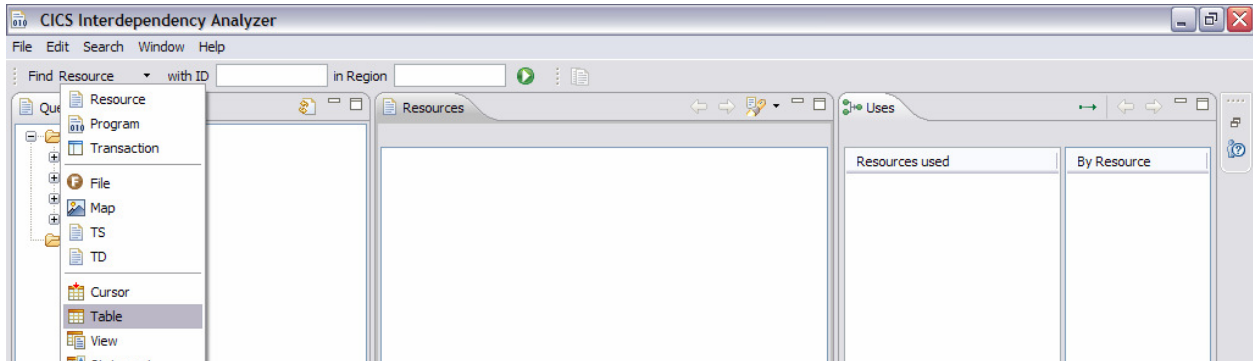 CICS Interdependency Analyzer
File Edit Search Window Help
Find Resource with ID in Region
Que
Resources
Uses
Resource
Program
Transaction
File
Map
TS
TD
Cursor
Table
View
Resources used
By Resource